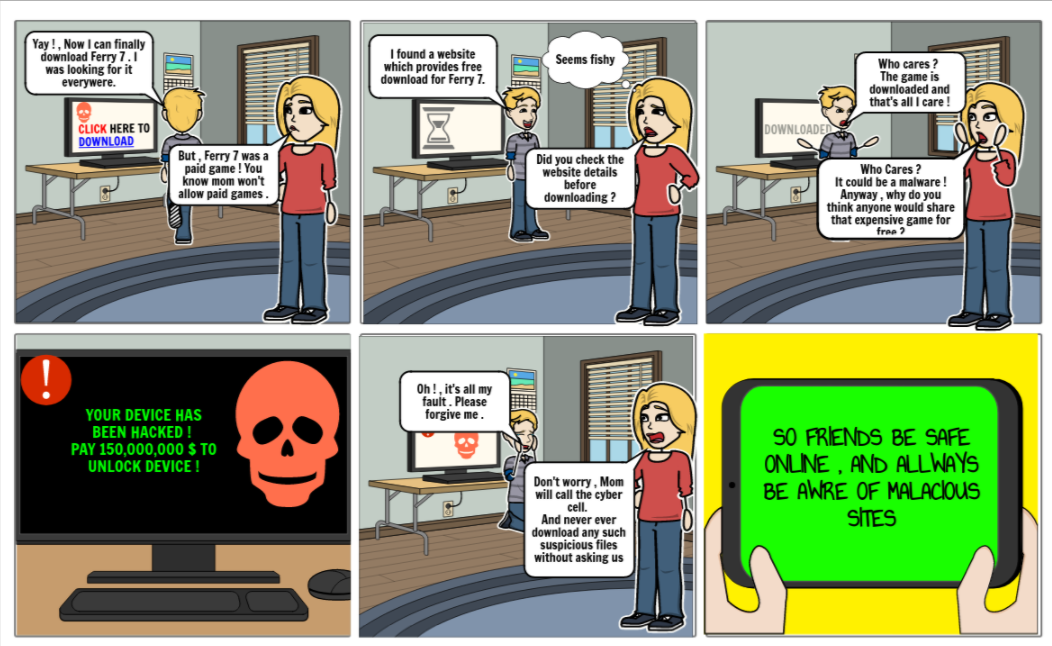 Yay ! , Now I can finally
download Ferry 7 . I
was looking for it
everywere.
CLICK HERE TO
DOWNLOAD
But , Ferry 7 was a
paid game ! You
know mom won't
allow paid games .
I found a website
which provides free
download for Ferry 7.
Seems fishy
Did you check the
website details
before
downloading ?
Who cares ?
The game is
downloaded and
that's all I care !
DOWNLOADED
Who Cares ?
It could be a malware !
Anyway , why do you
think anyone would share
that expensive game for
free ?
!
YOUR DEVICE HAS
BEEN HACKED !
PAY 150,000,000 $ TO
UNLOCK DEVICE !
Oh ! , it's all my
fault . Please
forgive me .
Don't worry , Mom
will call the cyber
cell.
And never ever
download any such
suspicious files
without asking us
SO FRIENDS BE SAFE
ONLINE , AND ALLWAYS
BE AWRE OF MALACIOUS
SITES